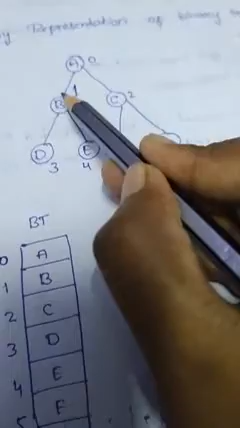 Representation of binary
A 0
B 1 C 2
D E
3 4
BT
0 A
1 B
2 C
3 D
4 E
5 F